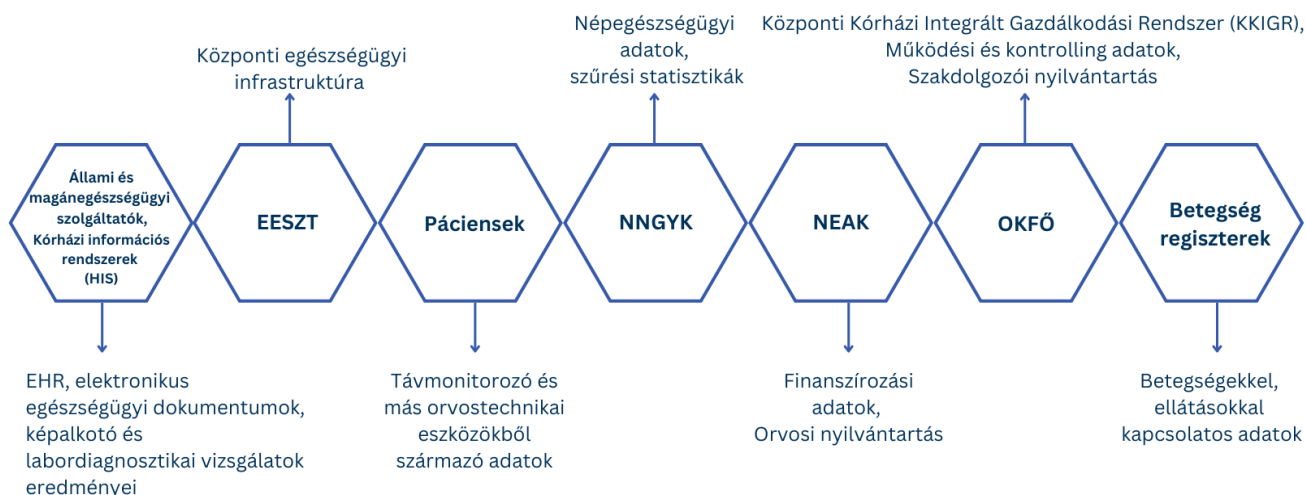 Központi egészségügyi
infrastruktúra
Népegészségügyi
adatok,
szűrési statisztikák
Központi Kórházi Integrált Gazdálkodási Rendszer (KKIGR),
Működési és kontrolling adatok,
Szakdolgozói nyilvántartás
Állami és
magánegészségügyi
szolgáltatók,
Kórházi információs
rendszerek
(HIS)
EESZT
Páciensek
NNGYK
NEAK
OKFŐ
Betegség
regiszterek
EHR, elektronikus
egészségügyi dokumentumok,
képalkotó és
labordiagnosztikai vizsgálatok
eredményei
Távmonitorozó és
más orvostechnikai
eszközökből
származó adatok
Finanszírozási
adatok,
Orvosi nyilvántartás
Betegségekkel,
ellátásokkal
kapcsolatos adatok